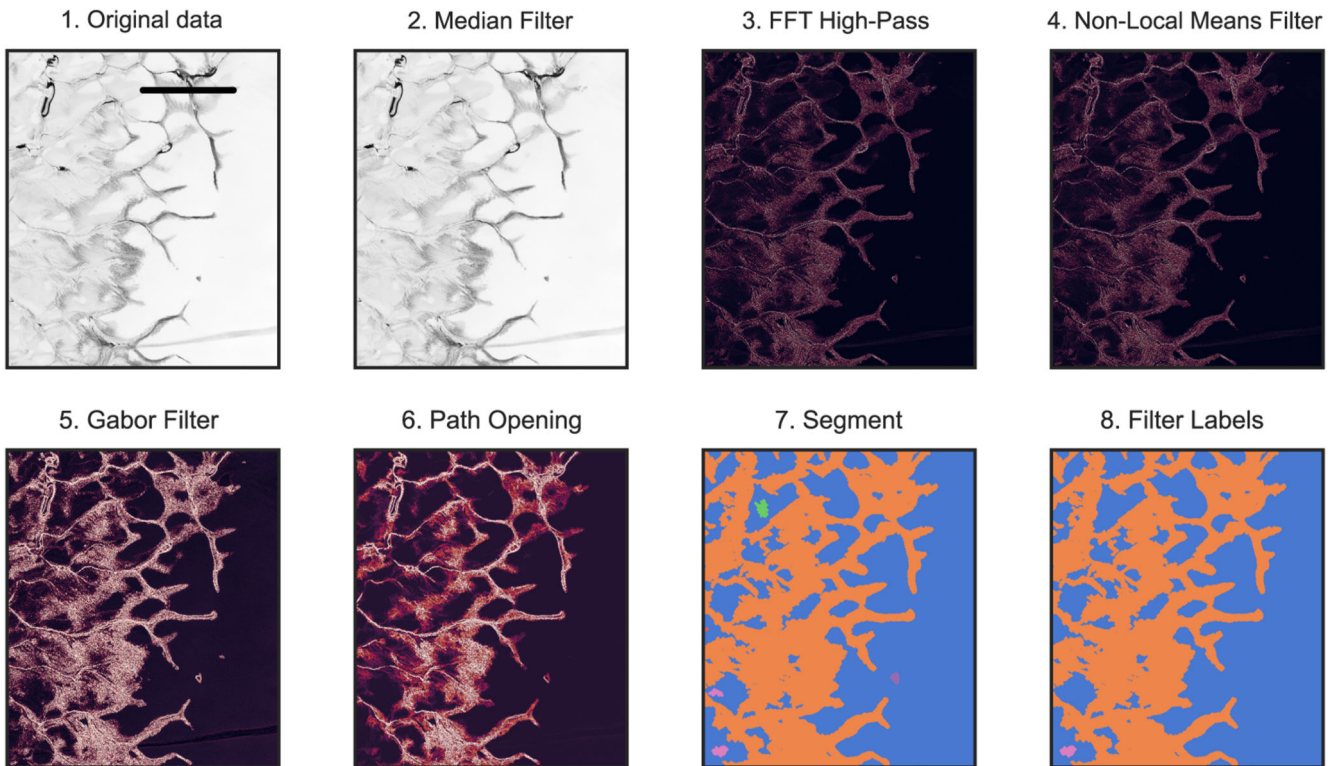 1. Original data
2. Median Filter
3. FFT High-Pass
4. Non-Local Means Filter
5. Gabor Filter
6. Path Opening
7. Segment
8. Filter Labels